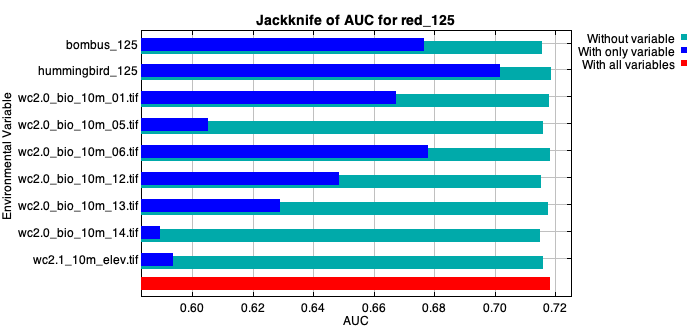 Jackknife of AUC for red_125
Without variable
With only variable
With all variables
Environmental Variable
bombus_125
hummingbird_125
wc2.0_bio_10m_01.tif
wc2.0_bio_10m_05.tif
wc2.0_bio_10m_06.tif
wc2.0_bio_10m_12.tif
wc2.0_bio_10m_13.tif
wc2.0_bio_10m_14.tif
wc2.1_10m_elev.tif
0.60 0.62 0.64 0.66 0.68 0.70 0.72
AUC